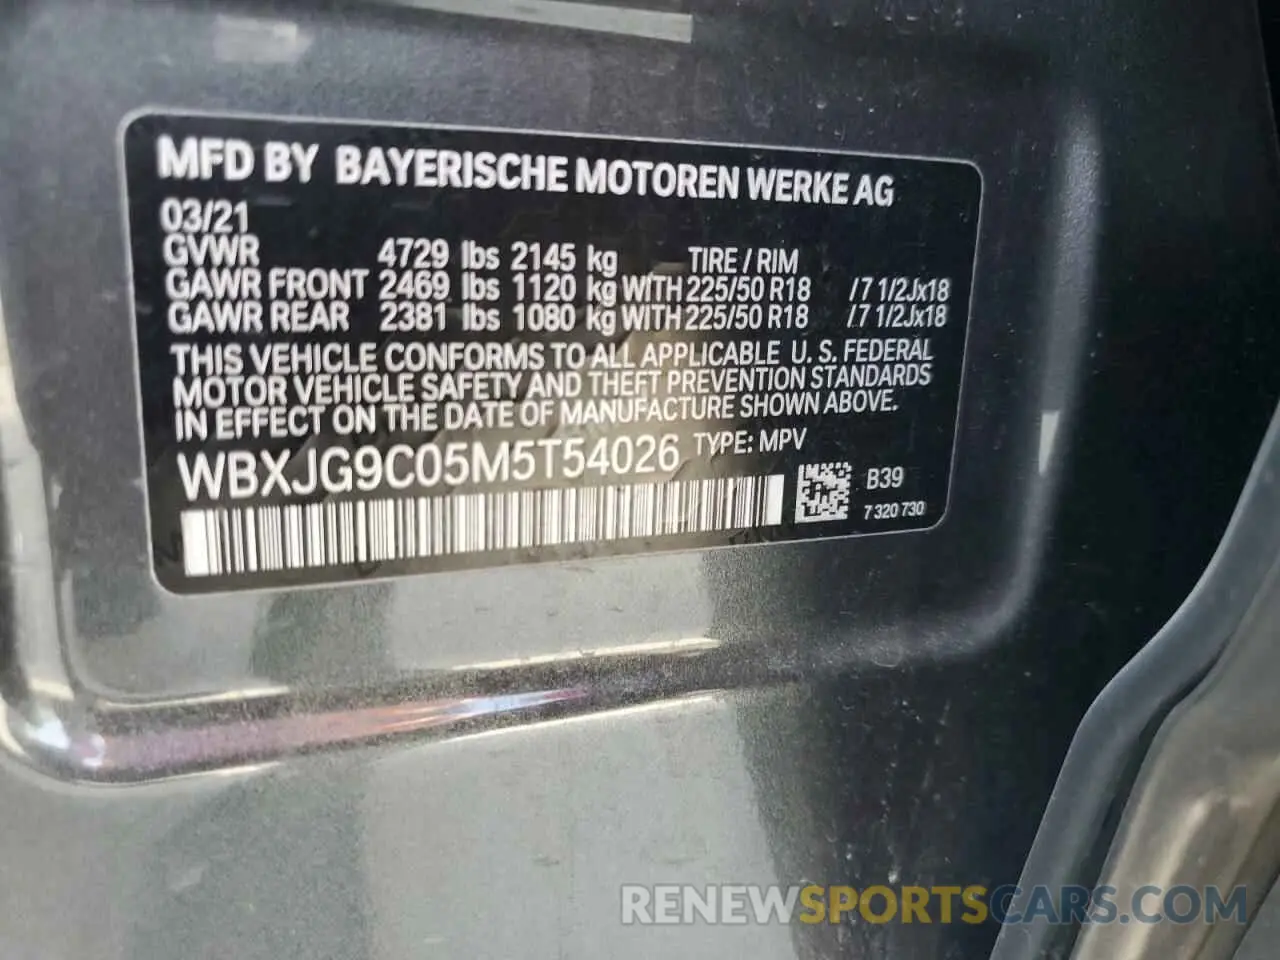 MFD BY BAYERISCHE MOTOREN WERKE AG
03/21
GVWR 4729 lbs 2145 kg TIRE / RIM
GAWR FRONT 2469 lbs 1120 kg WITH 225/50 R18 /7 1/2Jx18
GAWR REAR 2381 lbs 1080 kg WITH 225/50 R18 /7 1/2Jx18
THIS VEHICLE CONFORMS TO ALL APPLICABLE U. S. FEDERAL
MOTOR VEHICLE SAFETY AND THEFT PREVENTION STANDARDS
IN EFFECT ON THE DATE OF MANUFACTURE SHOWN ABOVE.
WBXJG9C05M5T54026 TYPE: MPV
B39
7 320 730
RENEWSPORTSCARS.COM